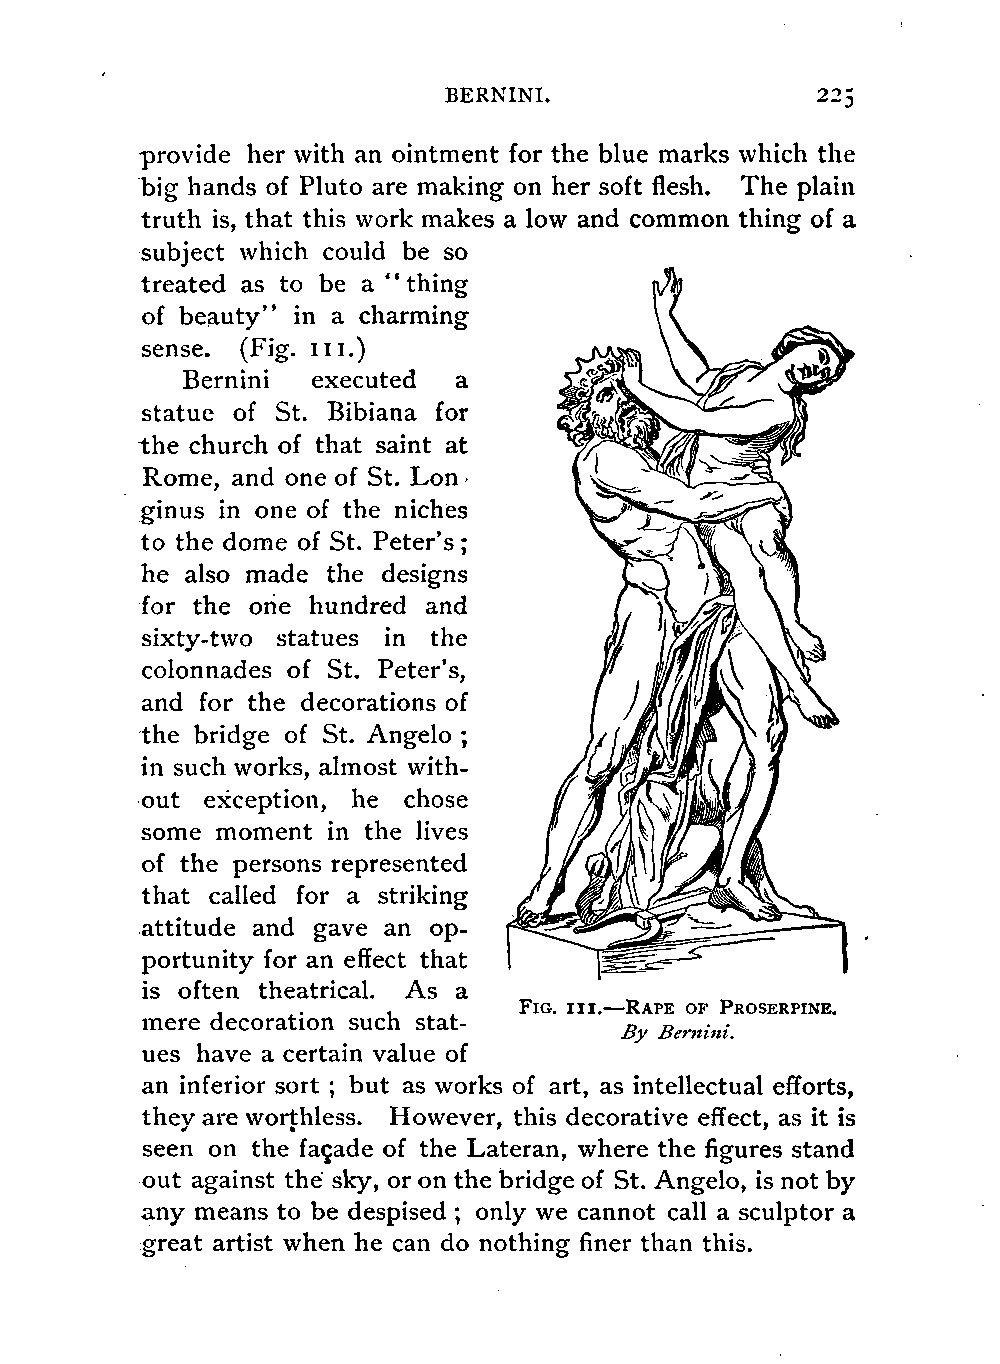 BERNINI. 225
provide her with an ointment for the blue marks which the
big hands of Pluto are making on her soft flesh. The plain
truth is, that this work makes a low and common thing of a
subject which could be so
treated as to be a "thing
of beauty" in a charming
sense. (Fig. 111.)
Bernini executed a
statue of St. Bibiana for
the church of that saint at
Rome, and one of St. Lon-
ginus in one of the niches
to the dome of St. Peter's;
he also made the designs
for the one hundred and
sixty-two statues in the
colonnades of St. Peter's,
and for the decorations of
the bridge of St. Angelo;
in such works, almost with-
out exception, he chose
some moment in the lives
of the persons represented
that called for a striking
attitude and gave an op-
portunity for an effect that
is often theatrical. As a
mere decoration such stat-
ues have a certain value of
FIG. 111.—RAPE OF PROSERPINE.
By Bernini.
an inferior sort; but as works of art, as intellectual efforts,
they are worthless. However, this decorative effect, as it is
seen on the façade of the Lateran, where the figures stand
out against the sky, or on the bridge of St. Angelo, is not by
any means to be despised; only we cannot call a sculptor a
great artist when he can do nothing finer than this.